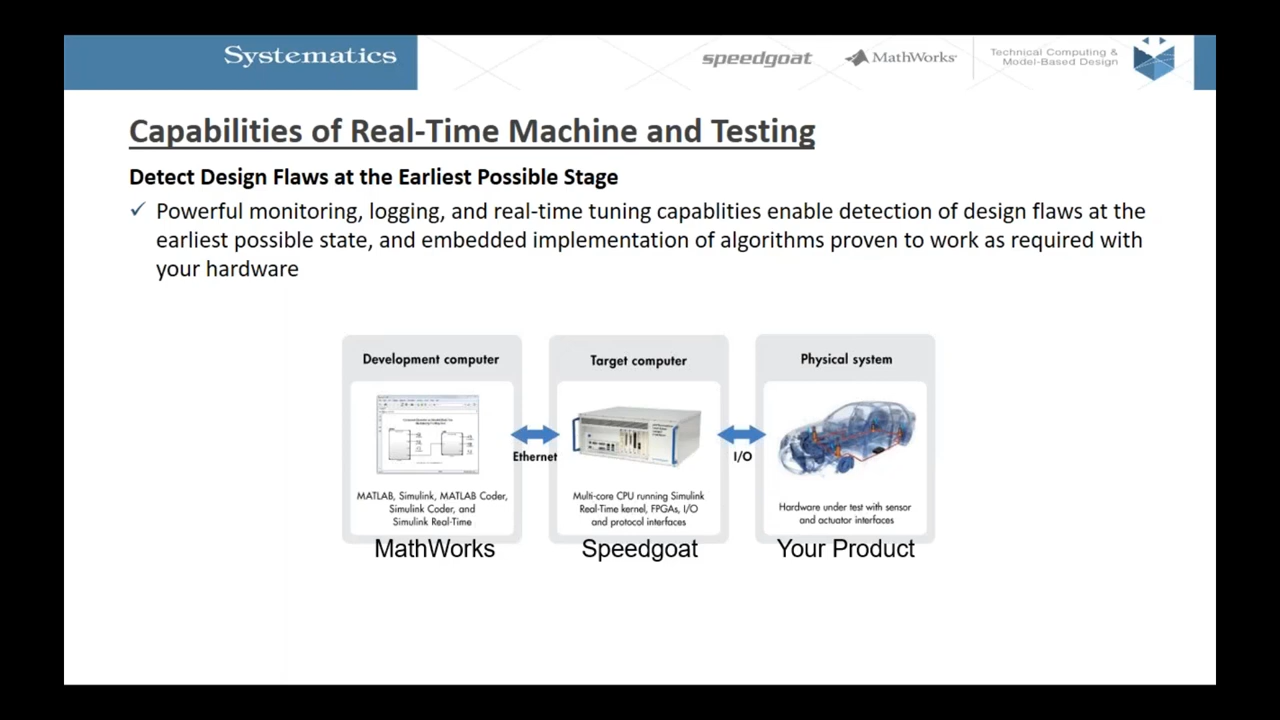 Systematics
speedgoat
MathWorks
Technical Computing &
Model-Based Design
Capabilities of Real-Time Machine and Testing
Detect Design Flaws at the Earliest Possible Stage
✓ Powerful monitoring, logging, and real-time tuning capablities enable detection of design flaws at the
earliest possible state, and embedded implementation of algorithms proven to work as required with
your hardware
Development computer
MATLAB, Simulink, MATLAB Coder,
Simulink Coder, and
Simulink Real-Time
MathWorks
Ethernet
Target computer
Multi-core CPU running Simulink
Real-Time kernel, FPGAs, I/O
and protocol interfaces
Speedgoat
I/O
Physical system
Hardware under test with sensor
and actuator interfaces
Your Product